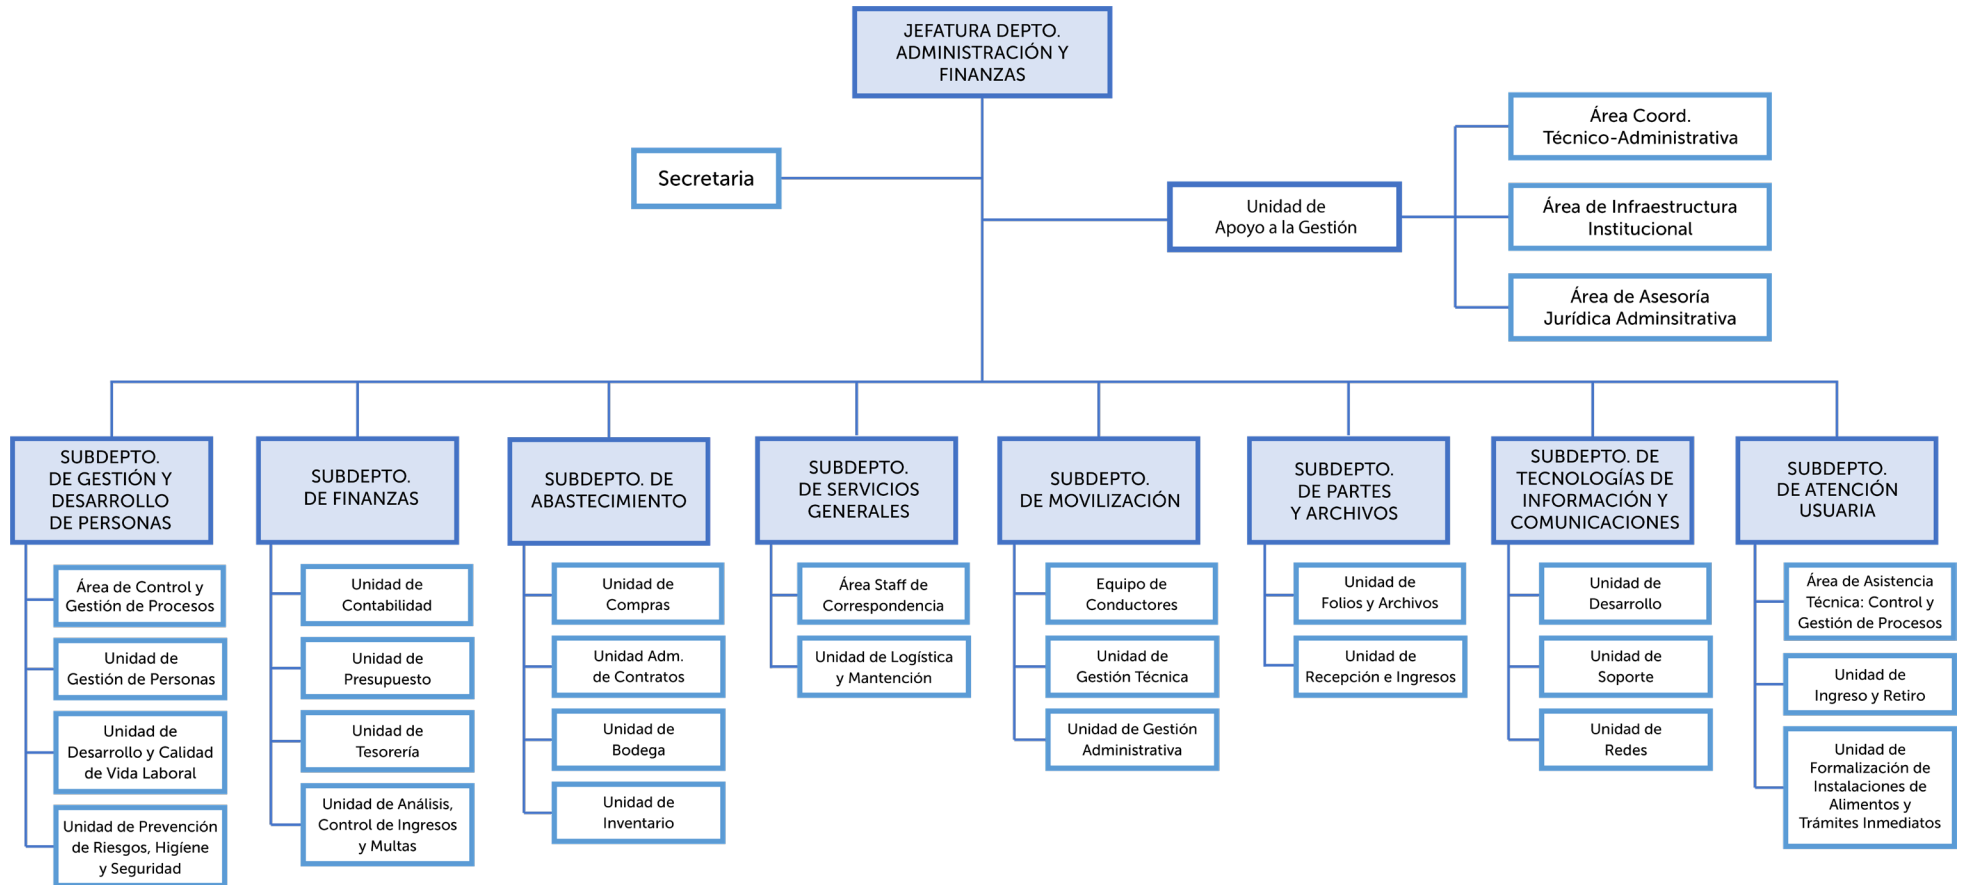 JEFATURA DEPTO.
ADMINISTRACIÓN Y
FINANZAS
Secretaria
Unidad de
Apoyo a la Gestión
Área Coord.
Técnico-Administrativa
Área de Infraestructura
Institucional
Área de Asesoría
Jurídica Adminsitrativa
SUBDEPTO.
DE GESTIÓN Y
DESARROLLO
DE PERSONAS
Área de Control y
Gestión de Procesos
Unidad de
Gestión de Personas
Unidad de
Desarrollo y Calidad
de Vida Laboral
Unidad de Prevención
de Riesgos, Higíene
y Seguridad
SUBDEPTO.
DE FINANZAS
Unidad de
Contabilidad
Unidad de
Presupuesto
Unidad de
Tesorería
Unidad de Análisis,
Control de Ingresos
y Multas
SUBDEPTO. DE
ABASTECIMIENTO
Unidad de
Compras
Unidad Adm.
de Contratos
Unidad de
Bodega
Unidad de
Inventario
SUBDEPTO.
DE SERVICIOS
GENERALES
Área Staff de
Correspondencia
Unidad de Logística
y Mantención
SUBDEPTO.
DE MOVILIZACIÓN
Equipo de
Conductores
Unidad de
Gestión Técnica
Unidad de Gestión
Administrativa
SUBDEPTO.
DE PARTES
Y ARCHIVOS
Unidad de
Folios y Archivos
Unidad de
Recepción e Ingresos
SUBDEPTO. DE
TECNOLOGÍAS DE
INFORMACIÓN Y
COMUNICACIONES
Unidad de
Desarrollo
Unidad de
Soporte
Unidad de
Redes
SUBDEPTO.
DE ATENCIÓN
USUARIA
Área de Asistencia
Técnica: Control y
Gestión de Procesos
Unidad de
Ingreso y Retiro
Unidad de
Formalización de
Instalaciones de
Alimentos y
Trámites Inmediatos